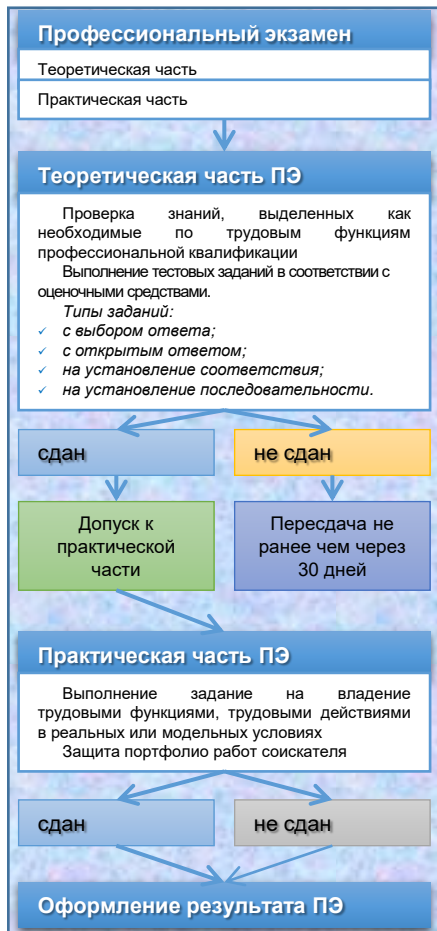 Профессиональный экзамен
Теоретическая часть
Практическая часть
Теоретическая часть ПЭ
Проверка знаний, выделенных как
необходимые по трудовым функциям
профессиональной квалификации
Выполнение тестовых заданий в соответствии с
оценочными средствами.
Типы заданий:
✓ с выбором ответа;
✓ с открытым ответом;
✓ на установление соответствия;
✓ на установление последовательности.
сдан
не сдан
Допуск к
практической
части
Пересдача не
ранее чем через
30 дней
Практическая часть ПЭ
Выполнение задание на владение
трудовыми функциями, трудовыми действиями
в реальных или модельных условиях
Защита портфолио работ соискателя
сдан
не сдан
Оформление результата ПЭ